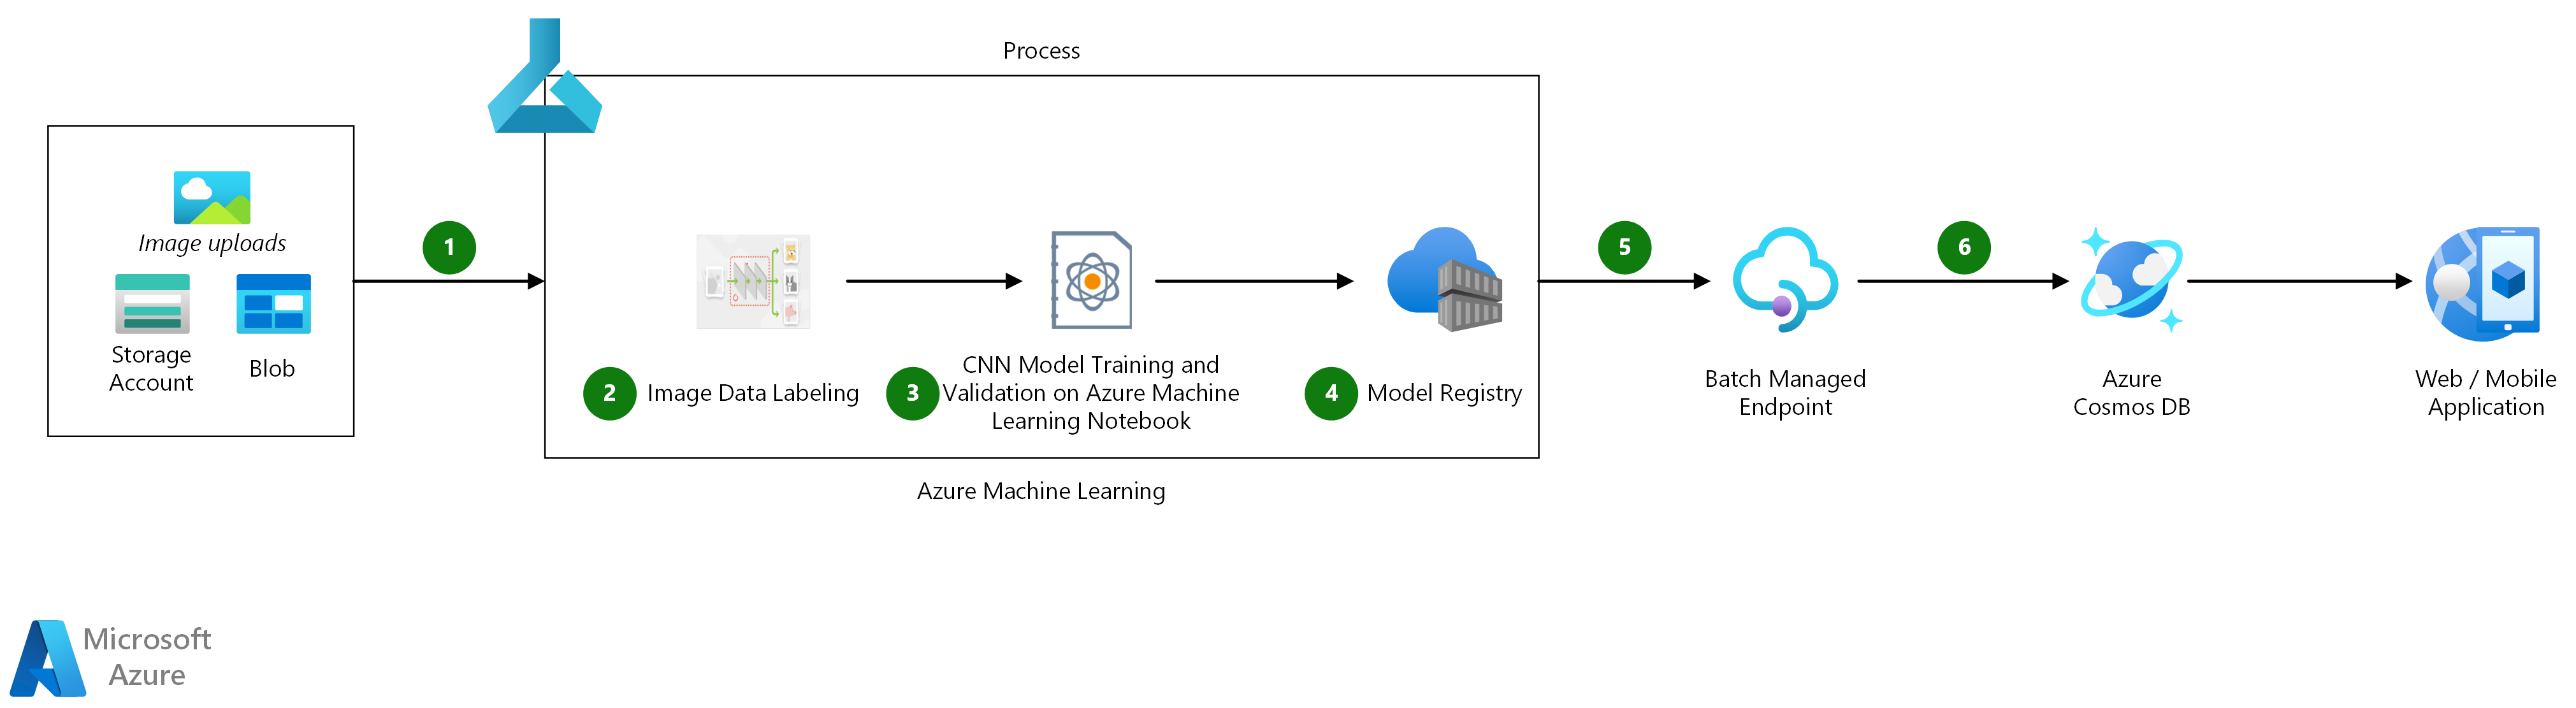 Process
Image uploads
Storage
Account
Blob
1
2
Image Data Labeling
3
CNN Model Training and
Validation on Azure Machine
Learning Notebook
4
Model Registry
Azure Machine Learning
5
Batch Managed
Endpoint
6
Azure
Cosmos DB
Web / Mobile
Application
Microsoft
Azure